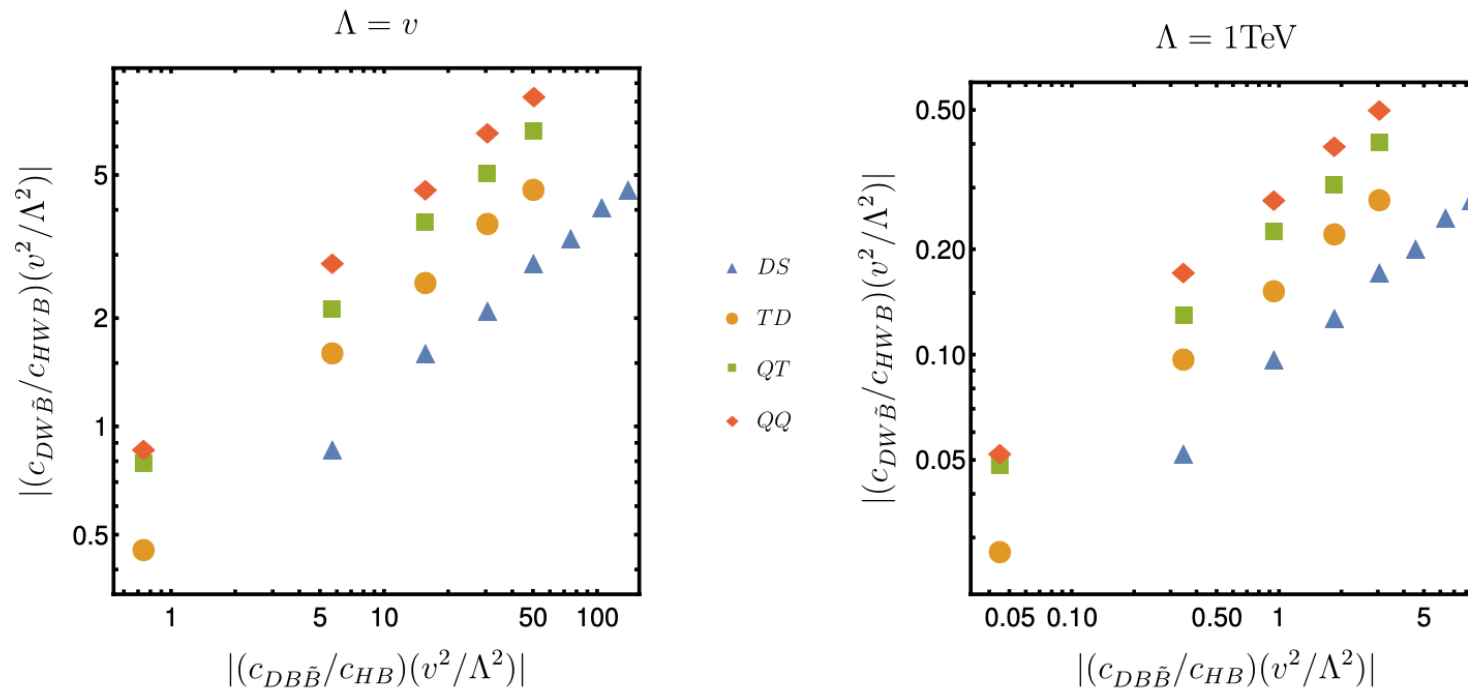 Λ = v
|(c_{DW\tilde{B}}/c_{HWB})(v^2/Λ^2)|
5
2
1
0.5
1
5
10
50
100
|(c_{DB\tilde{B}}/c_{HB})(v^2/Λ^2)|
DS
TD
QT
QQ
Λ = 1TeV
|(c_{DW\tilde{B}}/c_{HWB})(v^2/Λ^2)|
0.50
0.20
0.10
0.05
0.05
0.10
0.50
1
5
|(c_{DB\tilde{B}}/c_{HB})(v^2/Λ^2)|